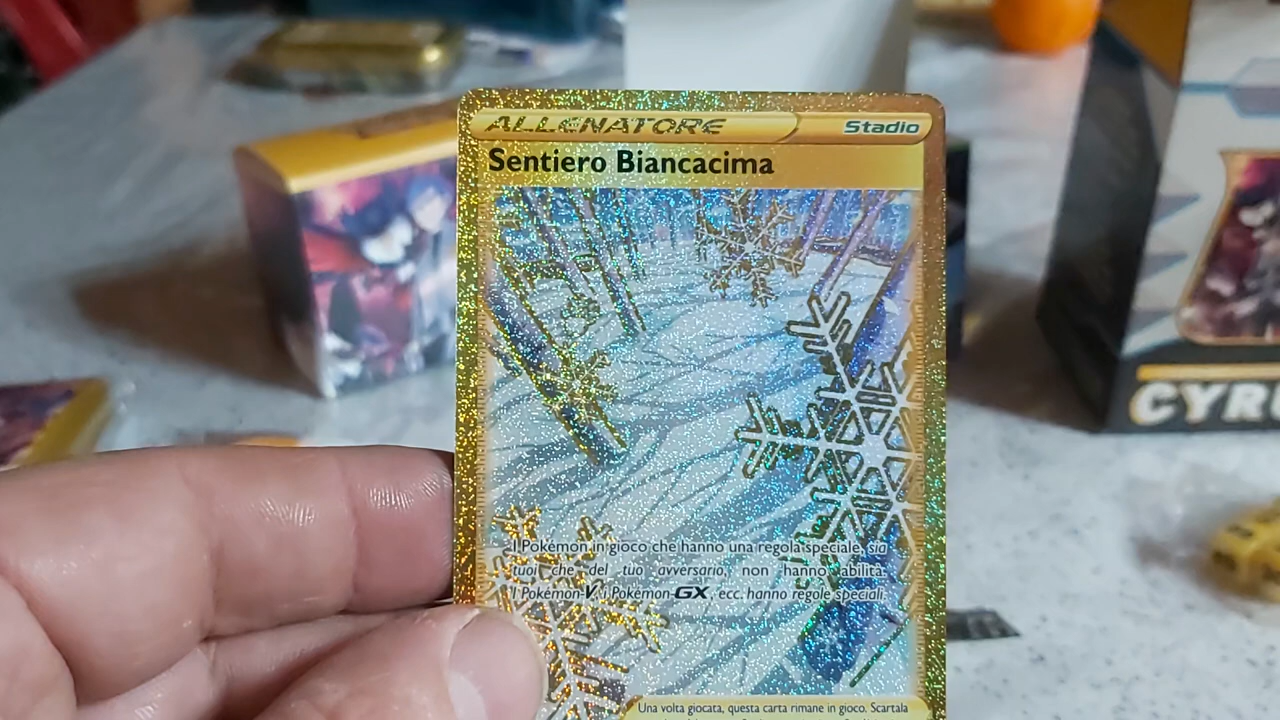 ALLENATORE
Stadio
Sentiero Biancacima
I Pokémon in gioco che hanno una regola speciale, sia
tuoi che del tuo avversario, non hanno abilità.
I Pokémon-V, i Pokémon-GX, ecc. hanno regole speciali.
Una volta giocata, questa carta rimane in gioco. Scartala
CYR